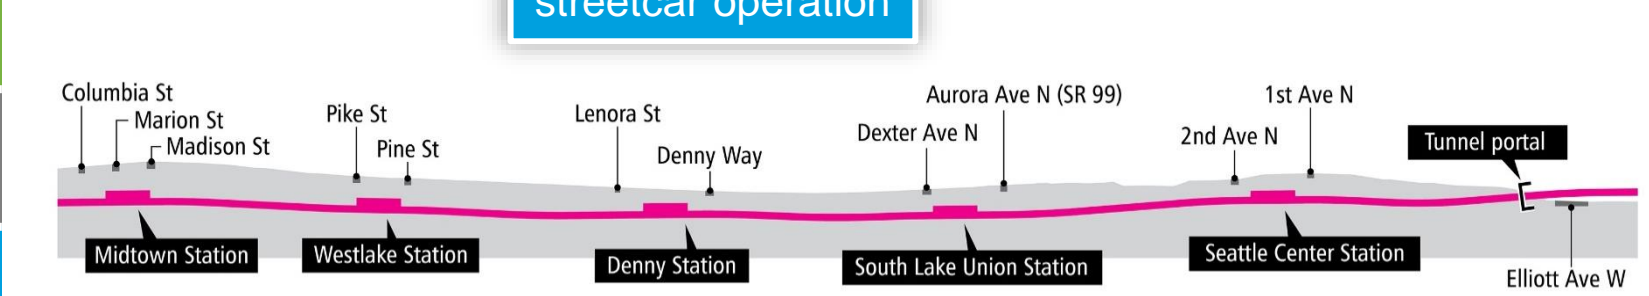 streetcar operation
Columbia St
Marion St
Madison St
Pike St
Pine St
Lenora St
Denny Way
Aurora Ave N (SR 99)
Dexter Ave N
1st Ave N
2nd Ave N
Tunnel portal
Midtown Station
Westlake Station
Denny Station
South Lake Union Station
Seattle Center Station
Elliott Ave W